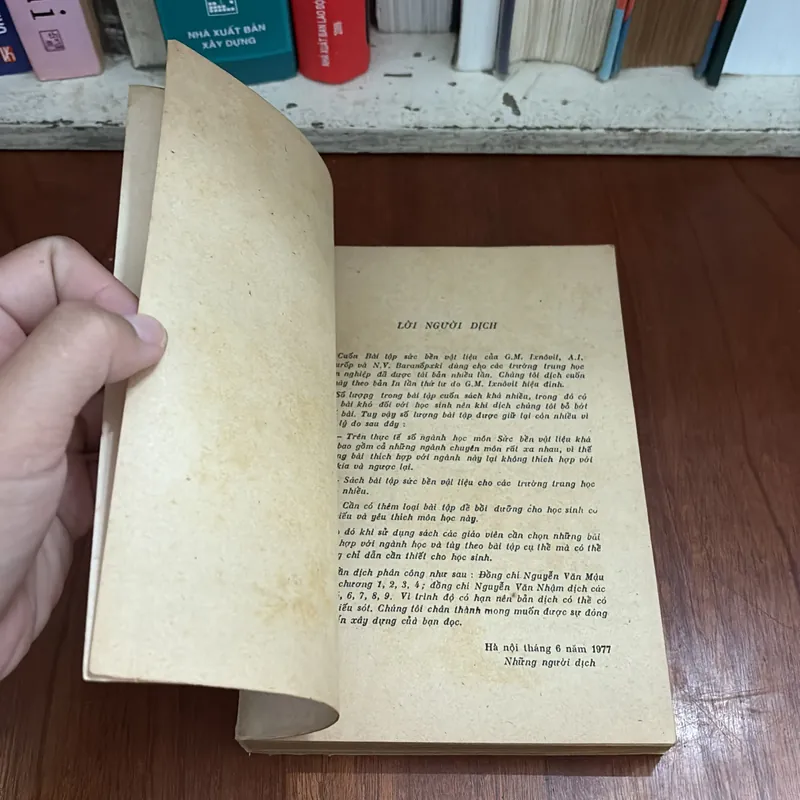 NHÀ XUẤT BẢN
XÂY DỰNG
NHÀ XUẤT BẢN LAO ĐỘNG
2005
LỜI NGƯỜI DỊCH
Cuốn Bài tập sức bền vật liệu của G.M. Ixnôvit, A.I.
và N.V. Baranôpxki dùng cho các trường trung học
nghiệp đã được tái bản nhiều lần. Chúng tôi dịch cuốn
này theo bản in lần thứ tư do G.M. Ixnôvit hiệu đính.
Số lượng trong bài tập cuốn sách khá nhiều, trong đó có
bài khó đối với học sinh nên khi dịch chúng tôi bỏ bớt
bài. Tuy vậy số lượng bài tập được giữ lại còn nhiều vì
lý do sau đây :
— Trên thực tế số ngành học môn Sức bền vật liệu khá
bao gồm cả những ngành chuyên môn rất xa nhau, vì thế
bài thích hợp với ngành này lại không thích hợp với
kia và ngược lại.
Sách bài tập sức bền vật liệu cho các trường trung học
nhiều.
Cần có thêm loại bài tập để bồi dưỡng cho học sinh có
và yêu thích môn học này.
đó khi sử dụng sách các giáo viên cần chọn những bài
hợp với ngành học và tùy theo bài tập cụ thể mà có thể
chỉ dẫn cần thiết cho học sinh.
dịch phân công như sau : Đồng chí Nguyễn Văn Mậu
chương 1, 2, 3, 4 ; đồng chí Nguyễn Văn Nhậm dịch các
6, 7, 8, 9. Vì trình độ có hạn nên bản dịch có thể có
sót. Chúng tôi chân thành mong muốn được sự đóng
xây dựng của bạn đọc.
Hà nội tháng 6 năm 1977
Những người dịch